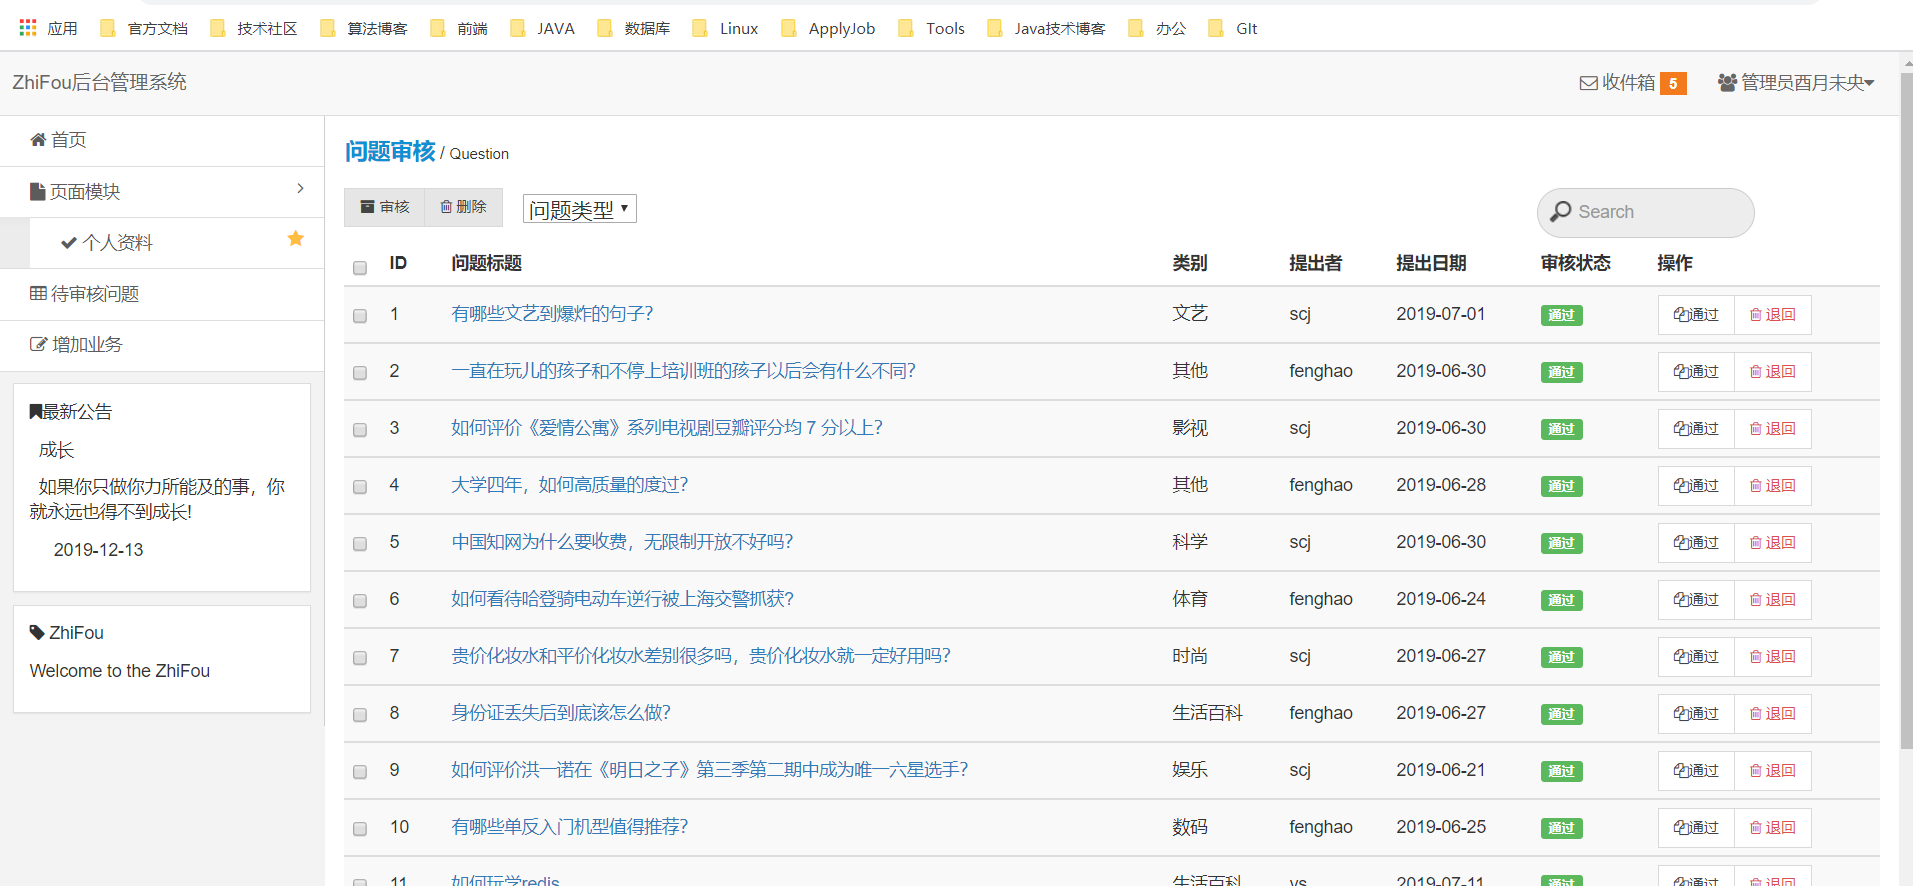 应用 官方文档 技术社区 算法博客 前端 JAVA 数据库 Linux ApplyJob Tools Java技术博客 办公 GIt
ZhiFou后台管理系统 收件箱 5 管理员酉月未央
首页
页面模块
个人资料
待审核问题
增加业务
最新公告
成长
如果你只做你力所能及的事，你
就永远也得不到成长!
2019-12-13
ZhiFou
Welcome to the ZhiFou
问题审核 / Question
审核 删除 问题类型 Search
ID 问题标题 类别 提出者 提出日期 审核状态 操作
1 有哪些文艺到爆炸的句子? 文艺 scj 2019-07-01 通过 通过 退回
2 一直在玩儿的孩子和不停上培训班的孩子以后会有什么不同? 其他 fenghao 2019-06-30 通过 通过 退回
3 如何评价《爱情公寓》系列电视剧豆瓣评分均 7 分以上? 影视 scj 2019-06-30 通过 通过 退回
4 大学四年，如何高质量的度过? 其他 fenghao 2019-06-28 通过 通过 退回
5 中国知网为什么要收费，无限制开放不好吗? 科学 scj 2019-06-30 通过 通过 退回
6 如何看待哈登骑电动车逆行被上海交警抓获? 体育 fenghao 2019-06-24 通过 通过 退回
7 贵价化妆水和平价化妆水差别很多吗，贵价化妆水就一定好用吗? 时尚 scj 2019-06-27 通过 通过 退回
8 身份证丢失后到底该怎么做? 生活百科 fenghao 2019-06-27 通过 通过 退回
9 如何评价洪一诺在《明日之子》第三季第二期中成为唯一六星选手? 娱乐 scj 2019-06-21 通过 通过 退回
10 有哪些单反入门机型值得推荐? 数码 fenghao 2019-06-25 通过 通过 退回
11 如何玩学redis 生活百科 ys 2019-07-11 通过 通过 退回